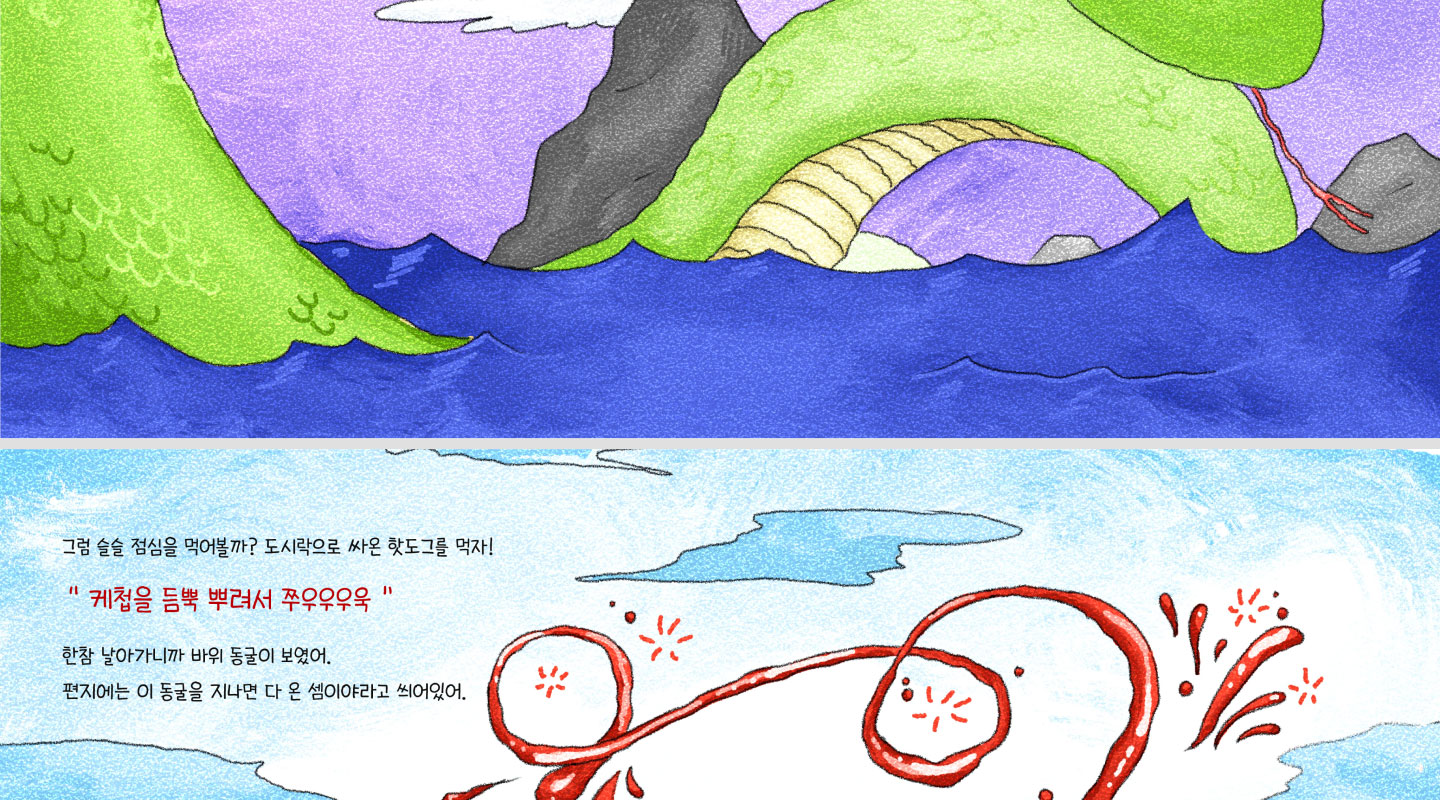 그럼 슬슬 점심을 먹어볼까? 도시락으로 싸온 핫도그를 먹자!
" 케첩을 듬뿍 뿌려서 쭈우우우욱 "
한참 날아가니까 바위 동굴이 보였어.
편지에는 이 동굴을 지나면 다 온 셈이야라고 씌어있어.